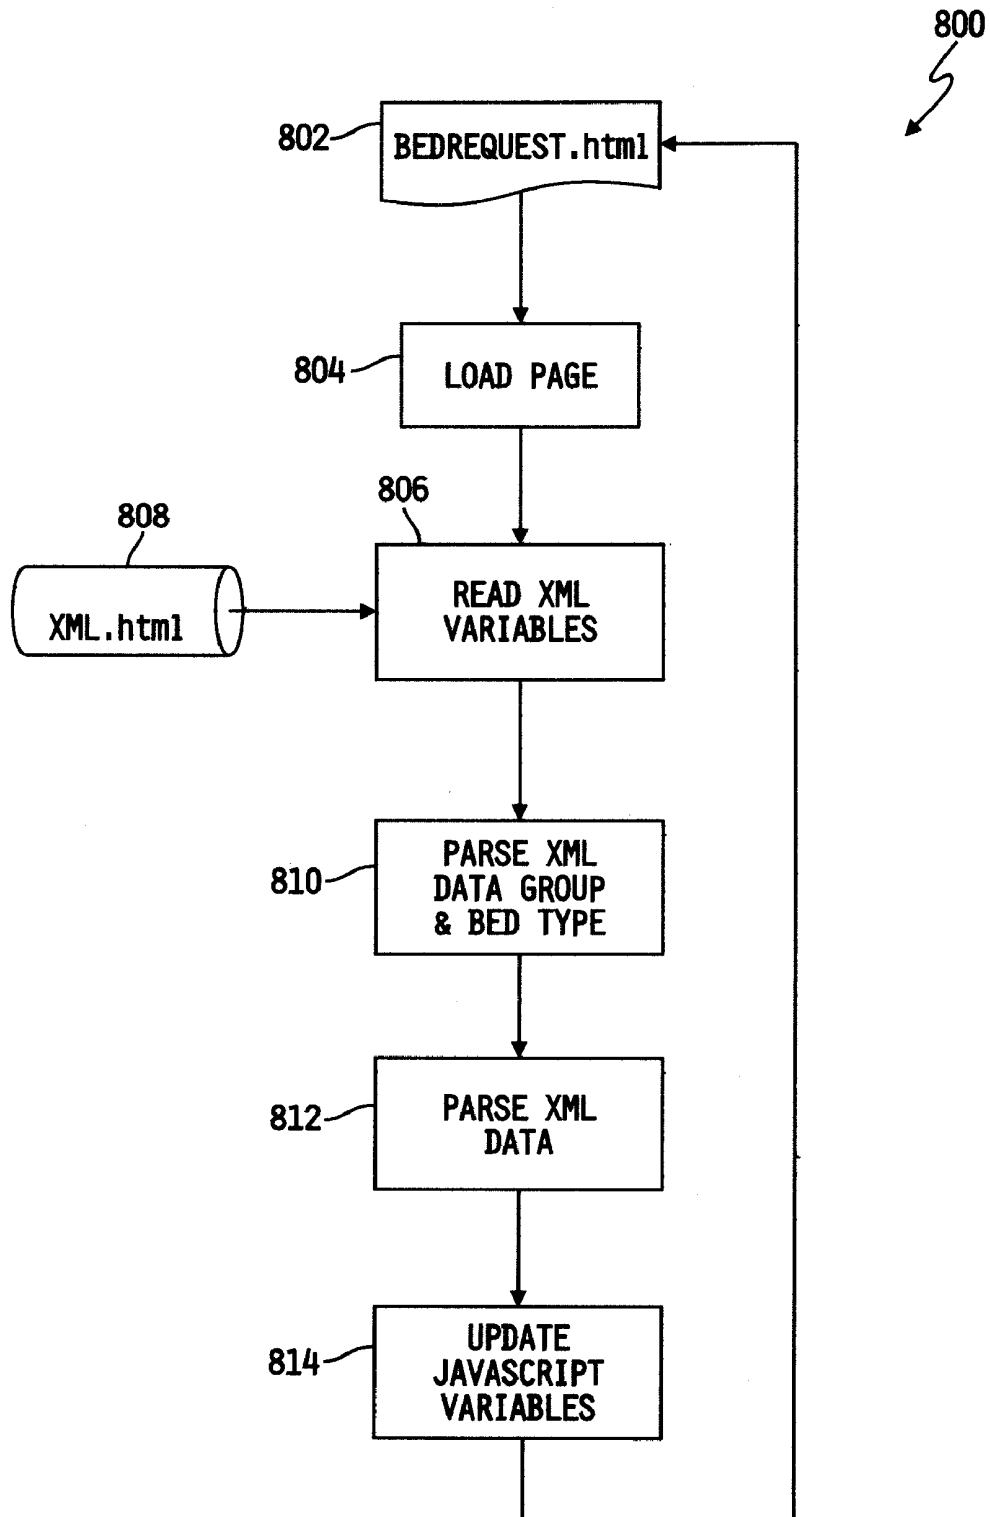 800
802
BEDREQUEST.html
804
LOAD PAGE
806
808
READ XML
VARIABLES
XML.html
810
PARSE XML
DATA GROUP
& BED TYPE
812
PARSE XML
DATA
814
UPDATE
JAVASCRIPT
VARIABLES